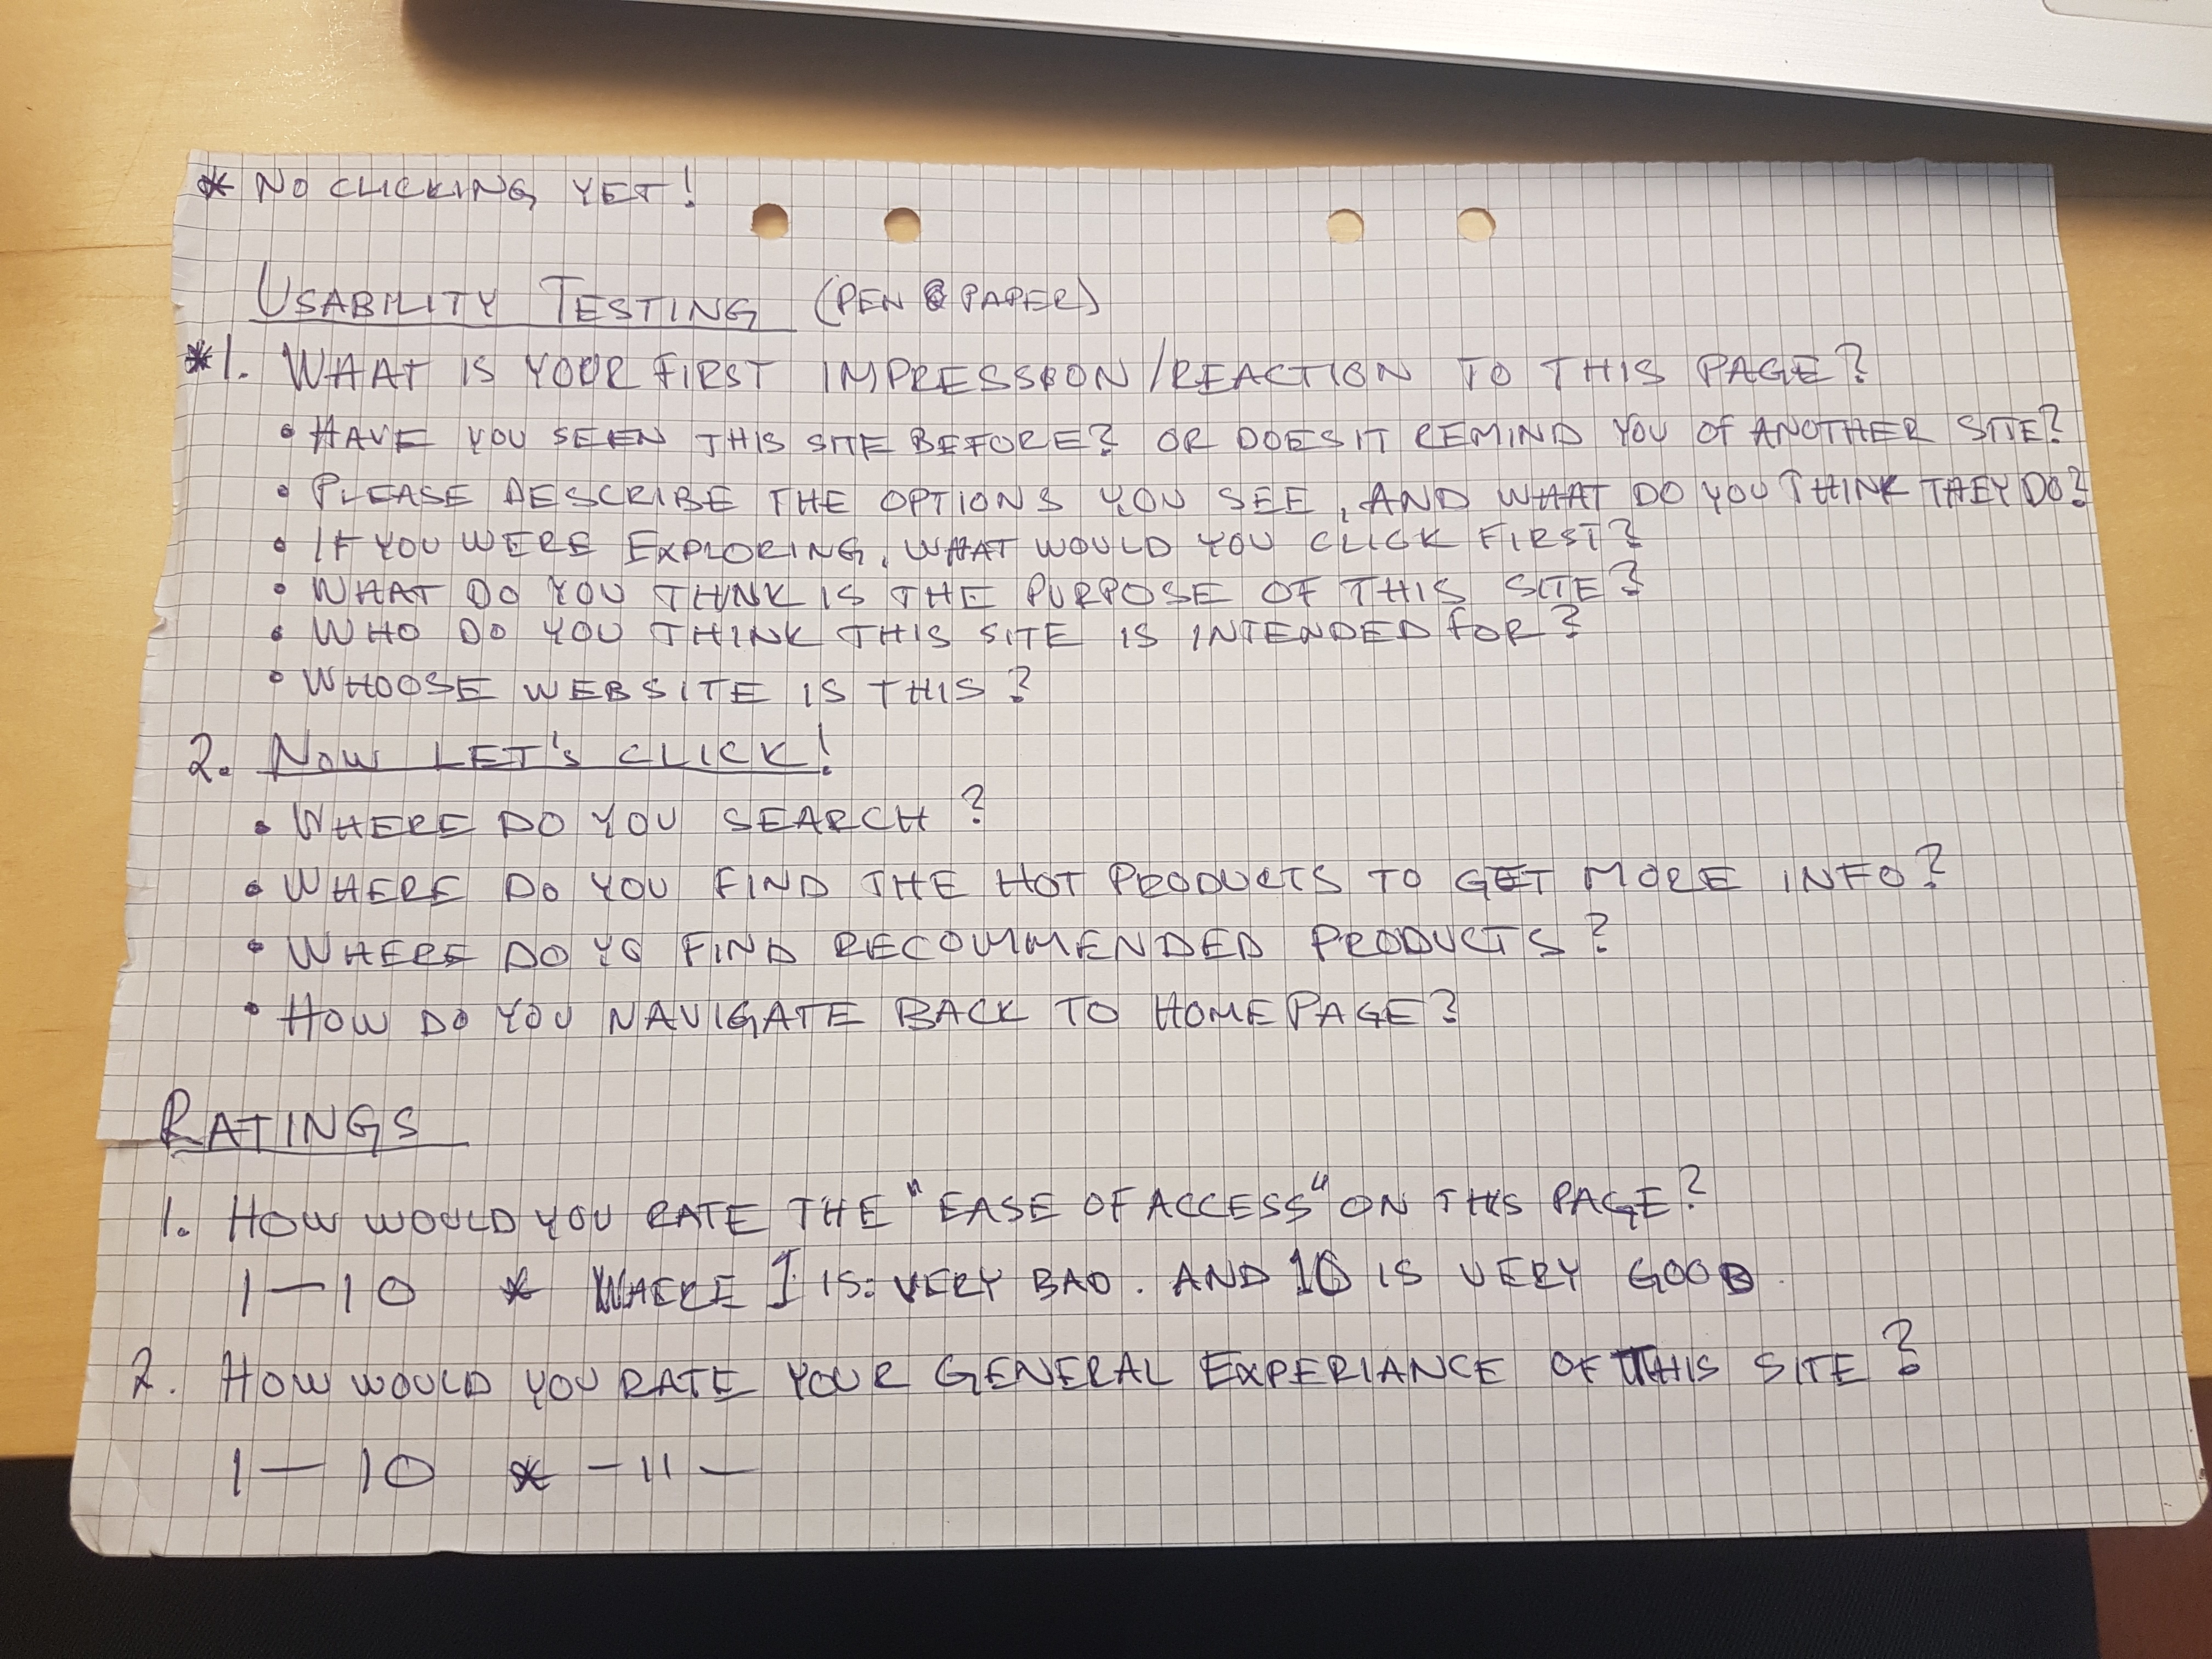 * NO CLICKING YET!
USABILITY TESTING (PEN & PAPER)
*1. WHAT IS YOUR FIRST IMPRESSION/REACTION TO THIS PAGE?
• HAVE YOU SEEN THIS SITE BEFORE? OR DOES IT REMIND YOU OF ANOTHER SITE?
• PLEASE DESCRIBE THE OPTIONS YOU SEE, AND WHAT DO YOU THINK THEY DO?
• IF YOU WERE EXPLORING, WHAT WOULD YOU CLICK FIRST?
• WHAT DO YOU THINK IS THE PURPOSE OF THIS SITE?
• WHO DO YOU THINK THIS SITE IS INTENDED FOR?
• WHOOSE WEBSITE IS THIS?
2. NOW LET'S CLICK!
• WHERE DO YOU SEARCH?
• WHERE DO YOU FIND THE HOT PRODUCTS TO GET MORE INFO?
• WHERE DO YO FIND RECOMMENDED PRODUCTS?
• HOW DO YOU NAVIGATE BACK TO HOMEPAGE?
RATINGS
1. HOW WOULD YOU RATE THE "EASE OF ACCESS" ON THIS PAGE?
1—10 * WHERE 1 IS: VERY BAD. AND 10 IS VERY GOOD.
2. HOW WOULD YOU RATE YOUR GENERAL EXPERIANCE OF THIS SITE?
1—10 * —11—